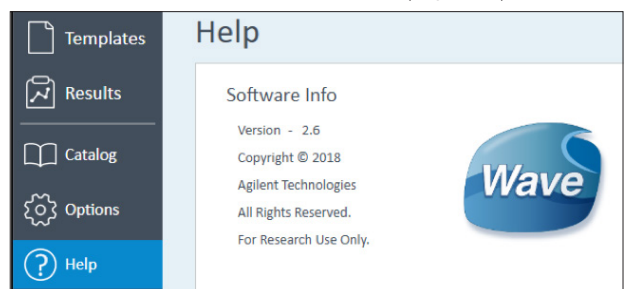 Templates
Results
Catalog
Options
Help
Help
Software Info
Version - 2.6
Copyright © 2018
Agilent Technologies
All Rights Reserved.
For Research Use Only.
Wave